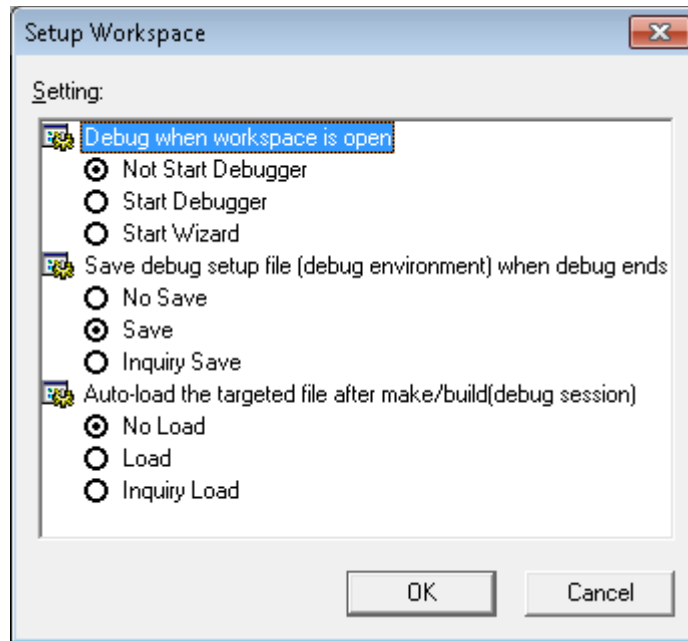 Setup Workspace
Setting:
Debug when workspace is open
Not Start Debugger
Start Debugger
Start Wizard
Save debug setup file (debug environment) when debug ends
No Save
Save
Inquiry Save
Auto-load the targeted file after make/build(debug session)
No Load
Load
Inquiry Load
OK Cancel